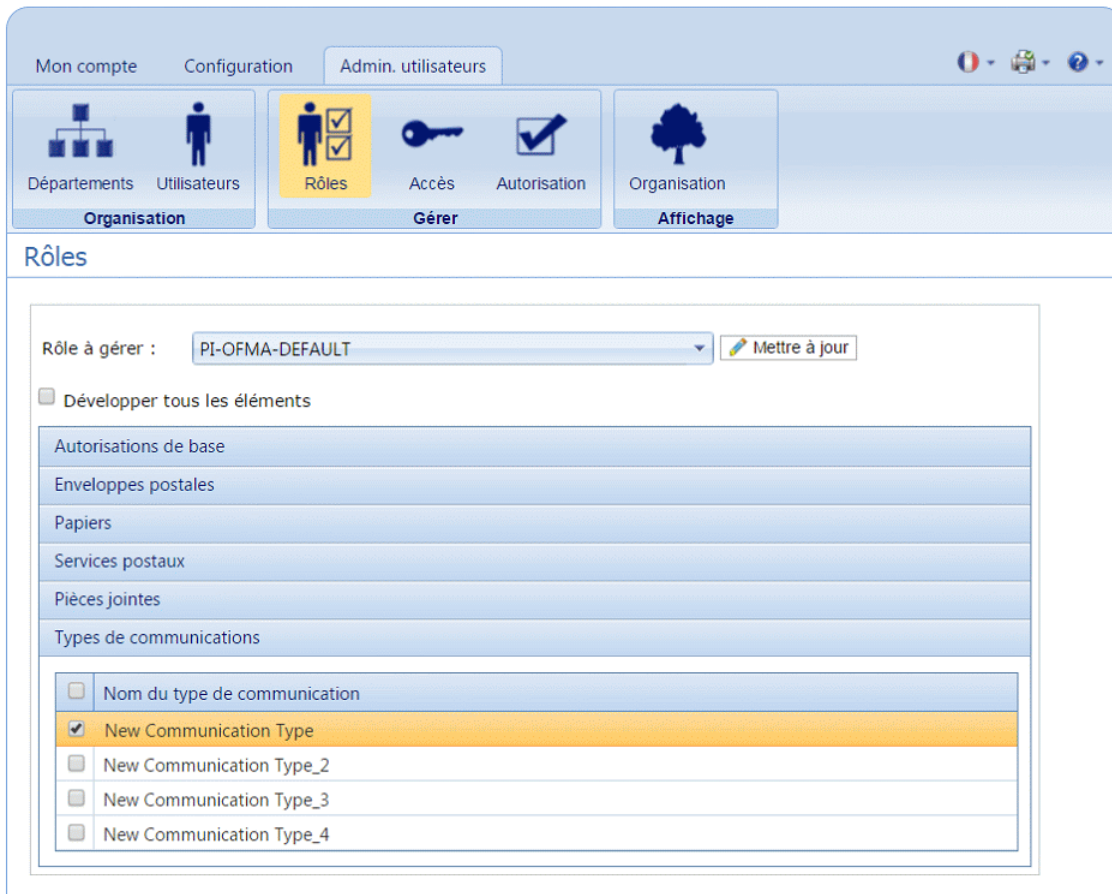 Mon compte Configuration Admin. utilisateurs
Départements Utilisateurs Rôles Accès Autorisation Organisation
Organisation Gérer Affichage
Rôles
Rôle à gérer : PI-OFMA-DEFAULT Mettre à jour
Développer tous les éléments
Autorisations de base
Enveloppes postales
Papiers
Services postaux
Pièces jointes
Types de communications
Nom du type de communication
New Communication Type
New Communication Type_2
New Communication Type_3
New Communication Type_4